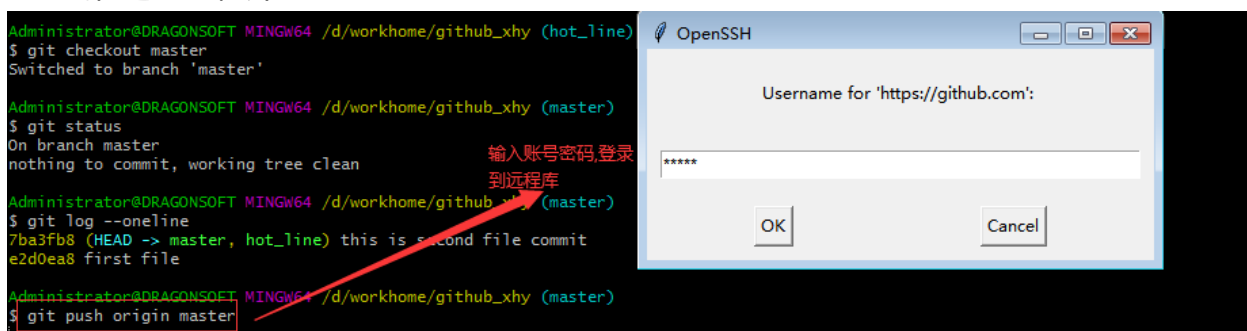 Administrator@DRAGONSOFT MINGW64 /d/workhome/github_xhy (hot_line)
$ git checkout master
Switched to branch 'master'
Administrator@DRAGONSOFT MINGW64 /d/workhome/github_xhy (master)
$ git status
On branch master
nothing to commit, working tree clean
Administrator@DRAGONSOFT MINGW64 /d/workhome/github_xhy (master)
$ git log --oneline
7ba3fb8 (HEAD -> master, hot_line) this is second file commit
e2d0ea8 first file
Administrator@DRAGONSOFT MINGW64 /d/workhome/github_xhy (master)
$ git push origin master
输入账号密码,登录
到远程库
OpenSSH
Username for 'https://github.com':
*****
OK
Cancel